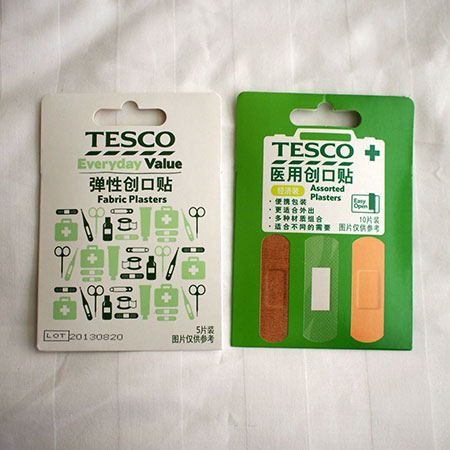 TESCO
Everyday Value
弹性创口贴
Fabric Plasters
LOT 20130820
5片装
图片仅供参考
TESCO
医用创口贴
经济装
Assorted
Plasters
· 便携包装
· 更适合外出
· 多种材质组合
· 适合不同的需要
Easy
Open
10片装
图片仅供参考